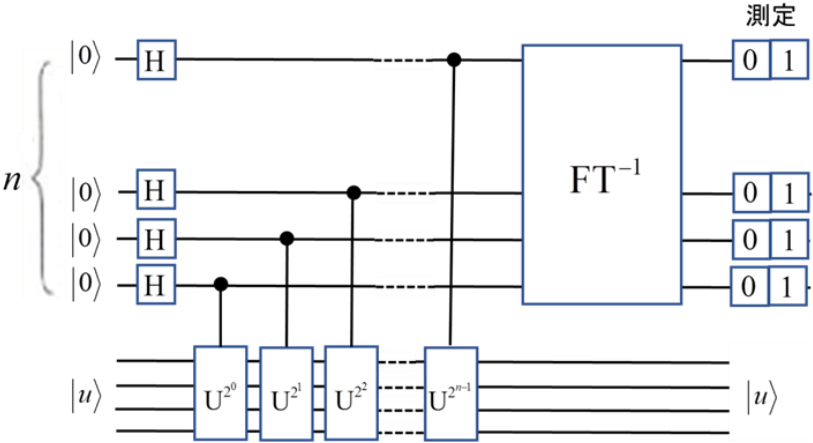 測定
|0⟩ H 0 1
n
|0⟩ H FT⁻¹ 0 1
|0⟩ H 0 1
|0⟩ H 0 1
|u⟩ U^{2^0} U^{2^1} U^{2^2} U^{2^{n-1}} |u⟩